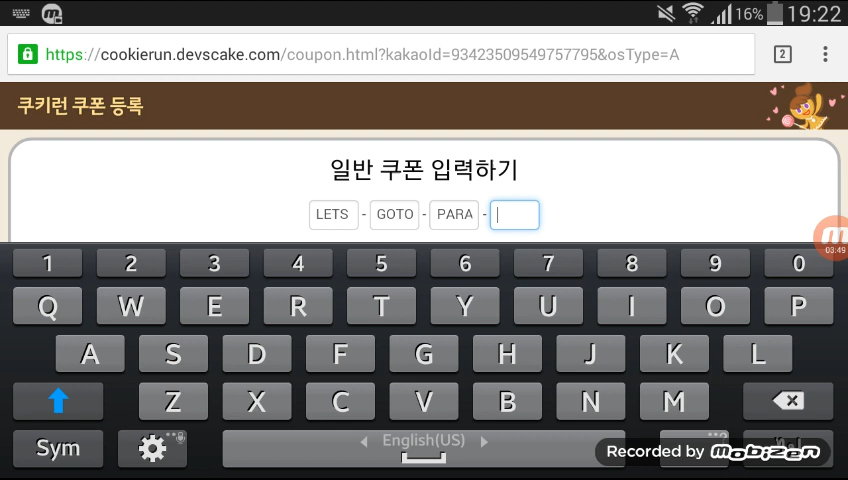 16% 19:22
https://cookierun.devscake.com/coupon.html?kakaoId=93423509549757795&osType=A 2
쿠키런 쿠폰 등록
일반 쿠폰 입력하기
LETS - GOTO - PARA -
03:49
1 2 3 4 5 6 7 8 9 0
Q W E R T Y U I O P
A S D F G H J K L
Z X C V B N M
Sym English(US)
Recorded by mobizen